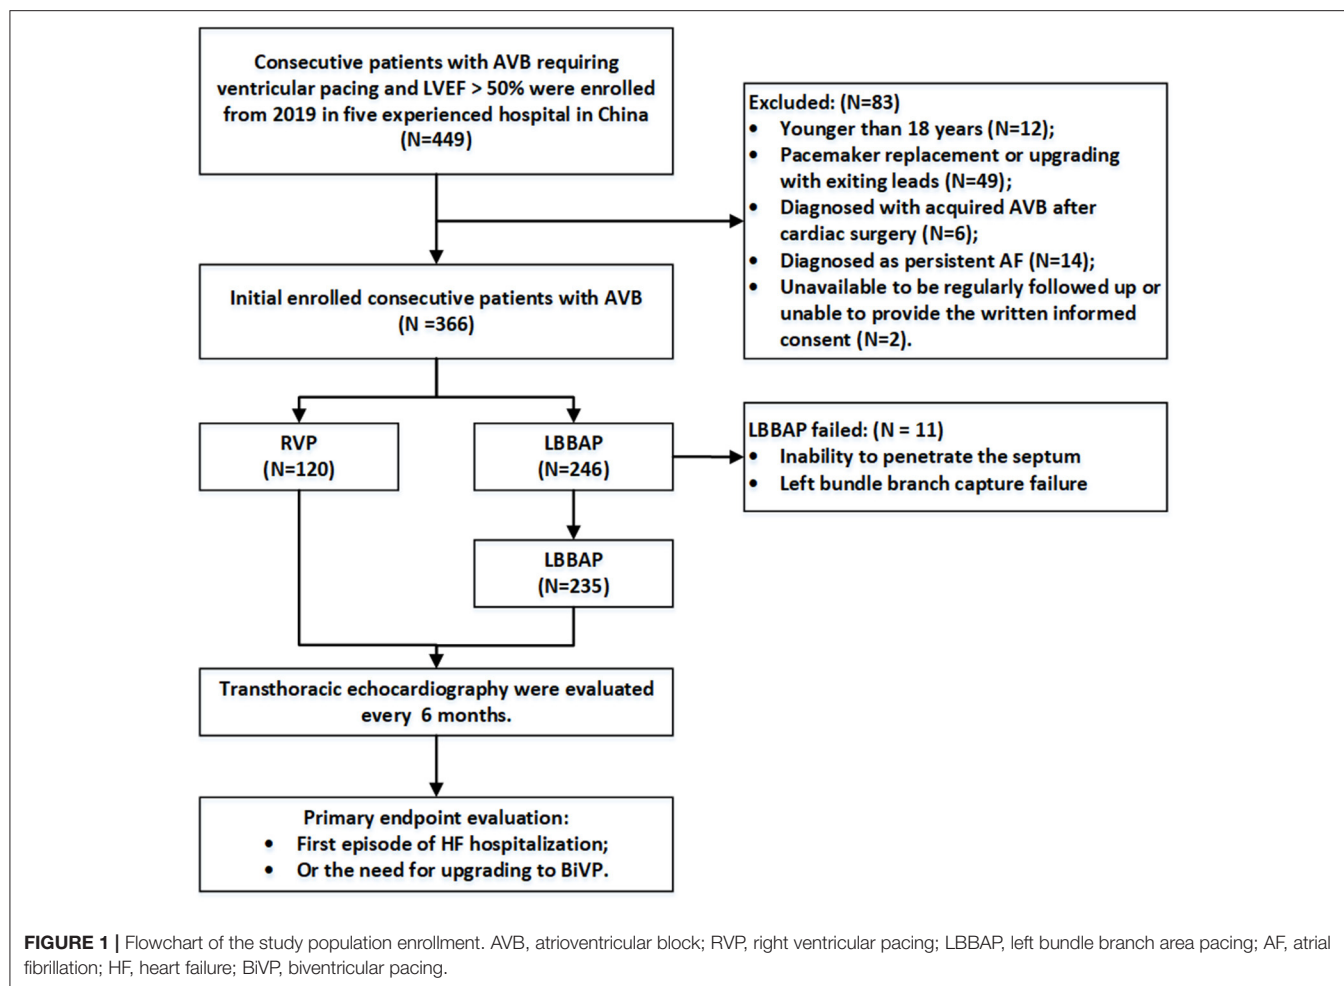 Consecutive patients with AVB requiring
ventricular pacing and LVEF > 50% were enrolled
from 2019 in five experienced hospital in China
(N=449)
Excluded: (N=83)
• Younger than 18 years (N=12);
• Pacemaker replacement or upgrading
with exiting leads (N=49);
• Diagnosed with acquired AVB after
cardiac surgery (N=6);
• Diagnosed as persistent AF (N=14);
• Unavailable to be regularly followed up or
unable to provide the written informed
consent (N=2).
Initial enrolled consecutive patients with AVB
(N =366)
RVP
(N=120)
LBBAP
(N=246)
LBBAP failed: (N = 11)
• Inability to penetrate the septum
• Left bundle branch capture failure
LBBAP
(N=235)
Transthoracic echocardiography were evaluated
every 6 months.
Primary endpoint evaluation:
• First episode of HF hospitalization;
• Or the need for upgrading to BiVP.
FIGURE 1 | Flowchart of the study population enrollment. AVB, atrioventricular block; RVP, right ventricular pacing; LBBAP, left bundle branch area pacing; AF, atrial
fibrillation; HF, heart failure; BiVP, biventricular pacing.